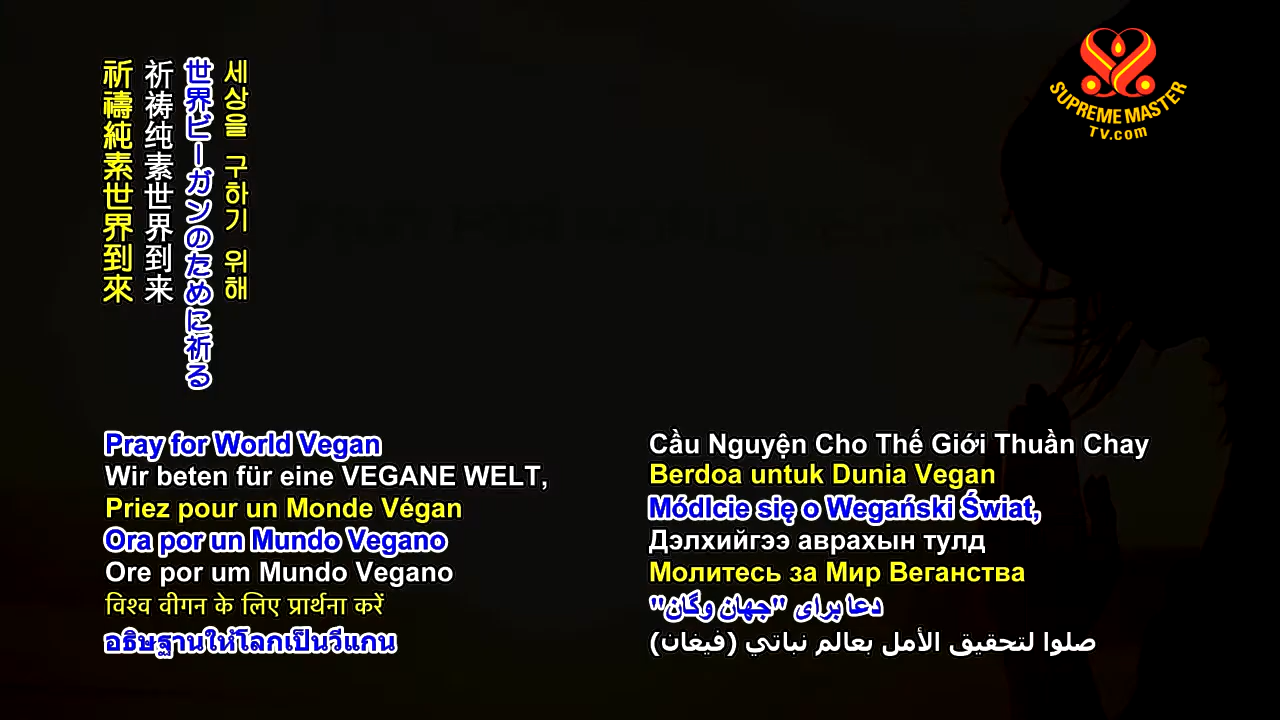 祈禱純素世界到來
祈祷纯素世界到来
世界ビーガンのために祈る
세상을 구하기 위해
SUPREME MASTER
TV.com
Pray for World Vegan
Wir beten für eine VEGANE WELT,
Priez pour un Monde Végan
Ora por un Mundo Vegano
Ore por um Mundo Vegano
विश्व वीगन के लिए प्रार्थना करें
อธิษฐานให้โลกเป็นวีแกน
Cầu Nguyện Cho Thế Giới Thuần Chay
Berdoa untuk Dunia Vegan
Módlcie się o Wegański Świat,
Дэлхийгээ аврахын тулд
Молитесь за Мир Веганства
دعا برای "جهان وگان"
صلوا لتحقيق الأمل بعالم نباتي (فيغان)